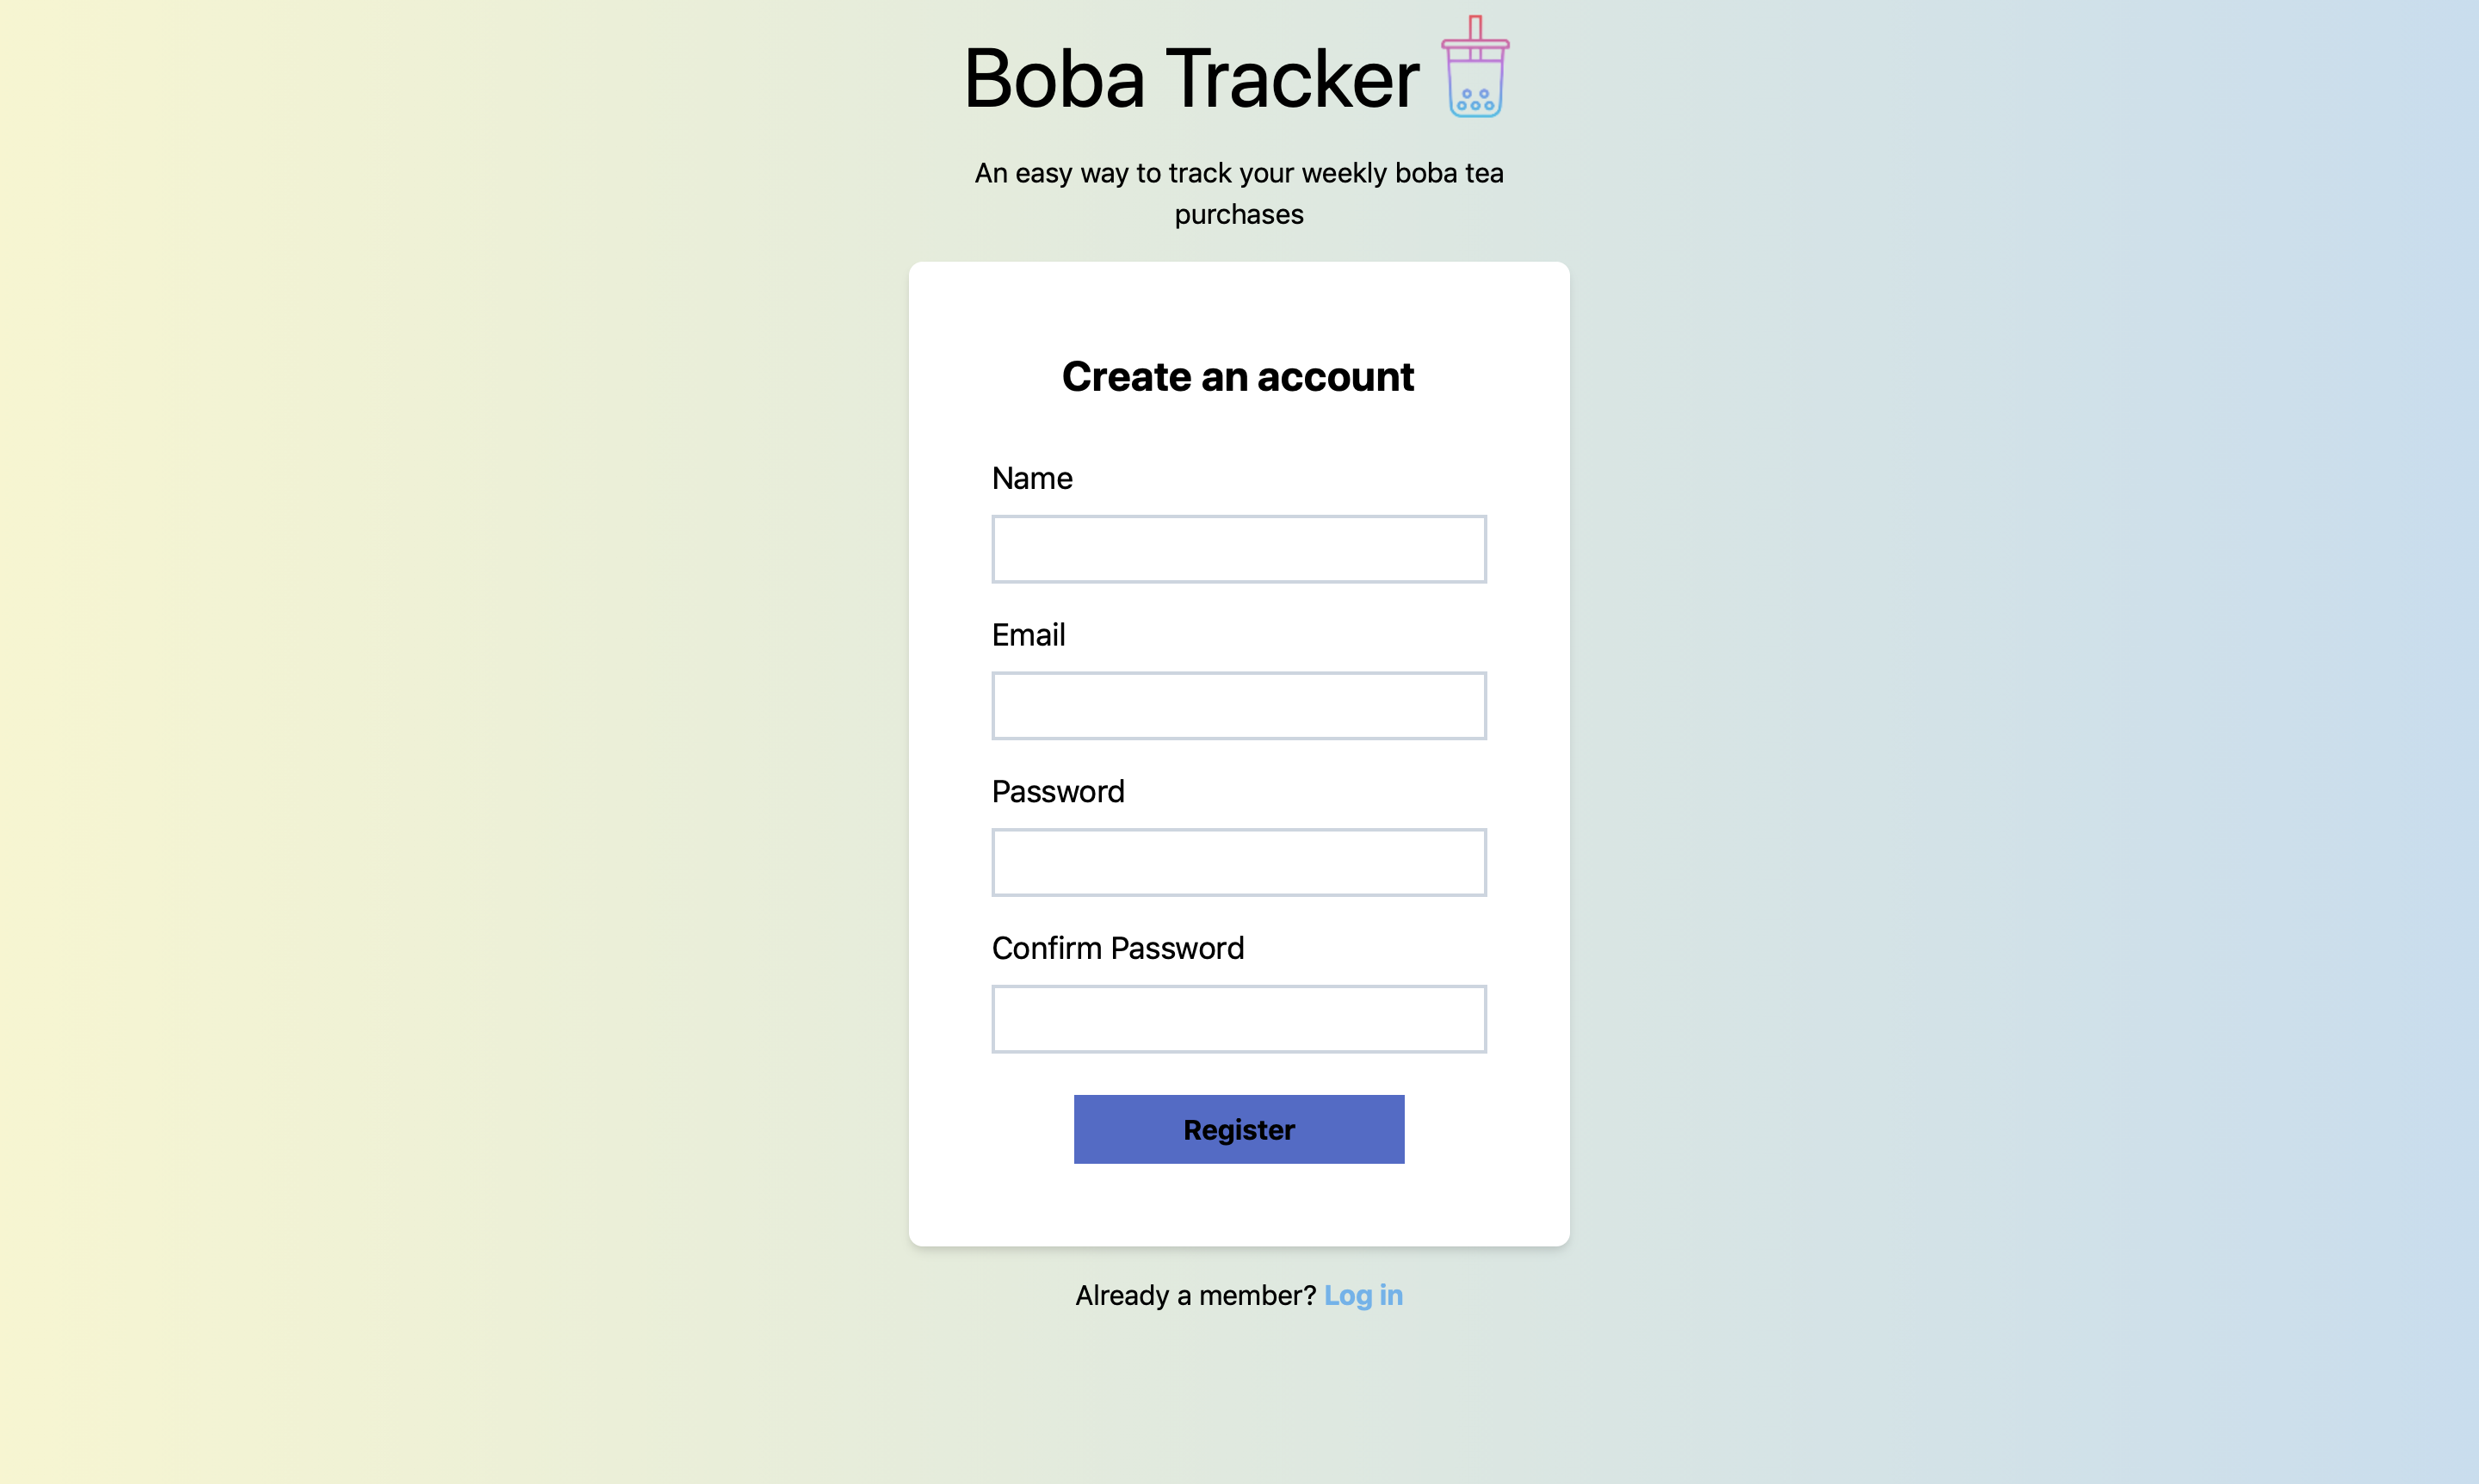 Boba Tracker
An easy way to track your weekly boba tea
purchases
Create an account
Name
Email
Password
Confirm Password
Register
Already a member? Log in